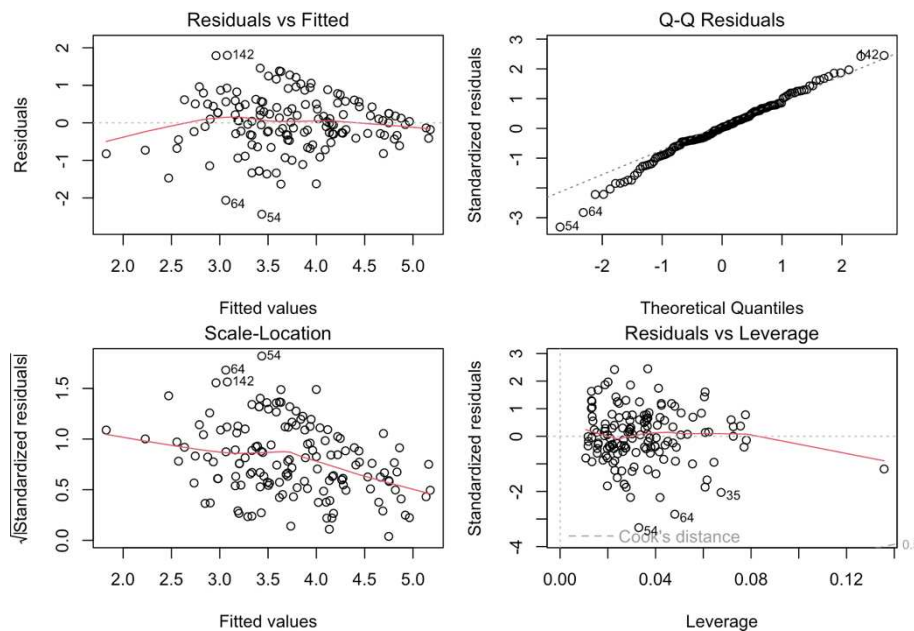 Residuals vs Fitted
Residuals
2
1
0
-1
-2
142
64
54
2.0 2.5 3.0 3.5 4.0 4.5 5.0
Fitted values
Q-Q Residuals
Standardized residuals
3
2
1
0
-1
-3
142
64
54
-2 -1 0 1 2
Theoretical Quantiles
Scale-Location
√|Standardized residuals|
1.5
1.0
0.5
0.0
54
64
142
2.0 2.5 3.0 3.5 4.0 4.5 5.0
Fitted values
Residuals vs Leverage
Standardized residuals
3
2
1
0
-2
-4
35
64
54
Cook's distance
0.00 0.04 0.08 0.12
Leverage